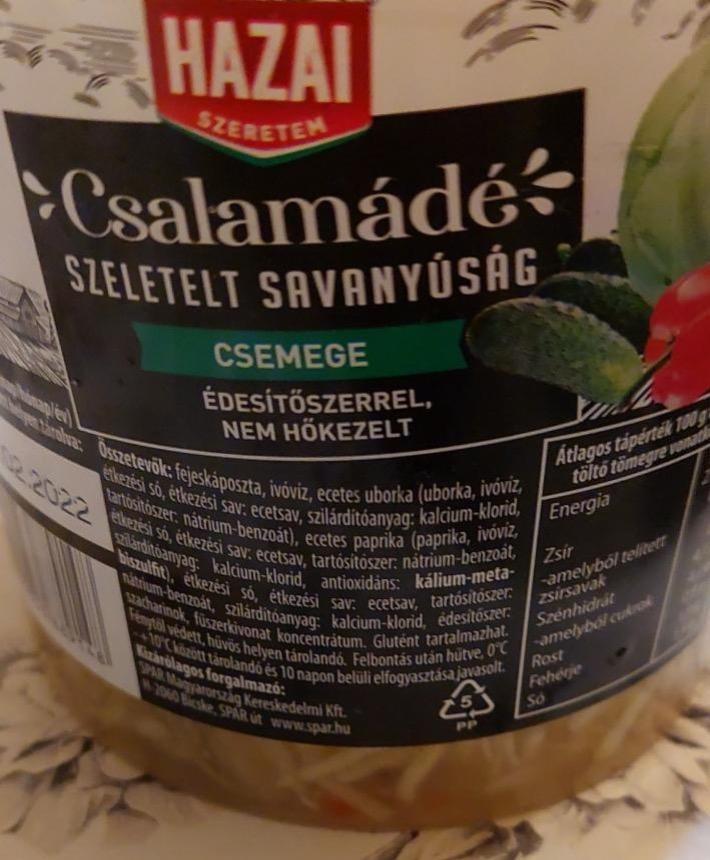 HAZAI
SZERETEM
Csalamádé
SZELETELT SAVANYÚSÁG
CSEMEGE
ÉDESÍTŐSZERREL,
NEM HŐKEZELT
hónap/év)
helyen tárolva:
02.2022
Összetevők: fejeskáposzta, ivóvíz, ecetes uborka (uborka, ivóvíz,
étkezési só, étkezési sav: ecetsav, szilárdítóanyag: kalcium-klorid,
tartósítószer: nátrium-benzoát), ecetes paprika (paprika, ivóvíz,
étkezési só, étkezési sav: ecetsav, tartósítószer: nátrium-benzoát,
szilárdítóanyag: kalcium-klorid, antioxidáns: kálium-meta-
biszulfit), étkezési só, étkezési sav: ecetsav, tartósítószer:
nátrium-benzoát, szilárdítóanyag: kalcium-klorid, édesítőszer:
szacharinok, fűszerkivonat koncentrátum. Glutént tartalmazhat.
Fénytől védett, hűvös helyen tárolandó. Felbontás után hűtve, 0°C
-+10°C között tárolandó és 10 napon belüli elfogyasztása javasolt.
Kizárólagos forgalmazó:
SPAR Magyarország Kereskedelmi Kft.
H-2060 Bicske, SPAR út www.spar.hu
5
PP
Átlagos tápérték 100 g
töltő tömegre
Energia
Zsír
-amelyből telített
zsírsavak
Szénhidrát
-amelyből cukrok
Rost
Fehérje
Só